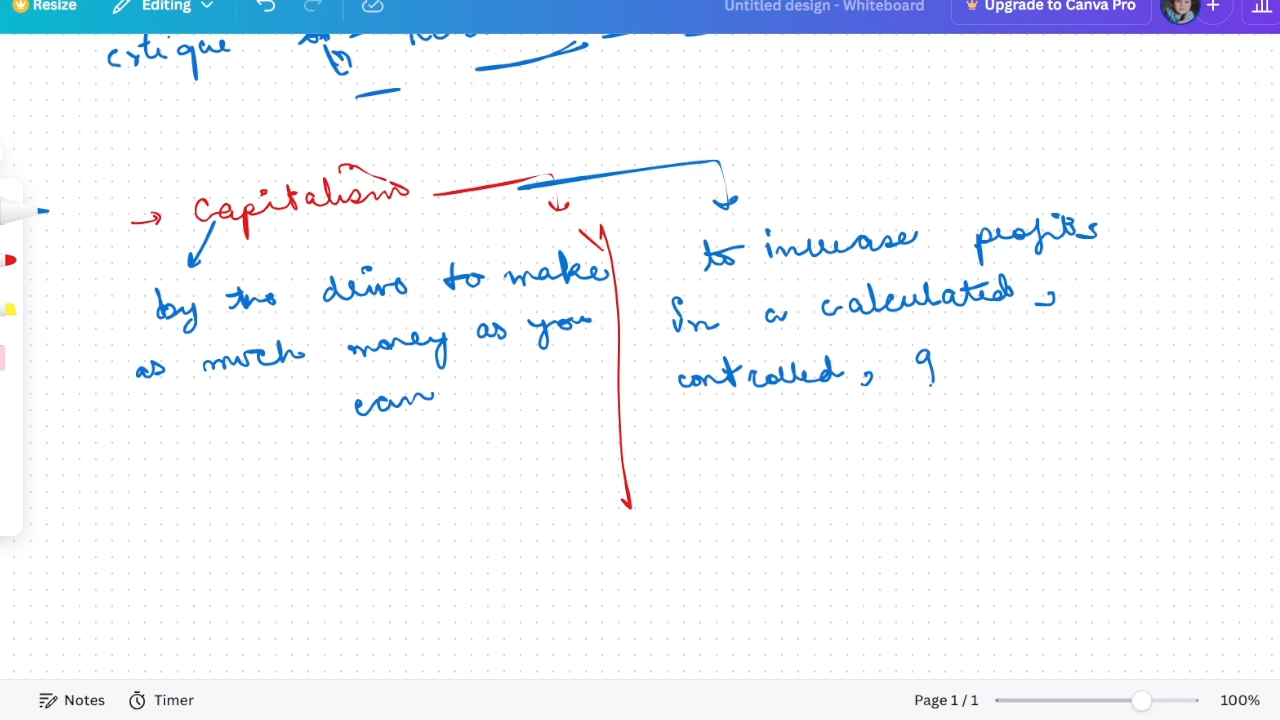 Resize Editing Untitled design - Whiteboard Upgrade to Canva Pro
critique
→ Capitalism
by the to make
as much money as you
can
to increase profits
In a calculated,
controlled,
Notes Timer Page 1 / 1 100%